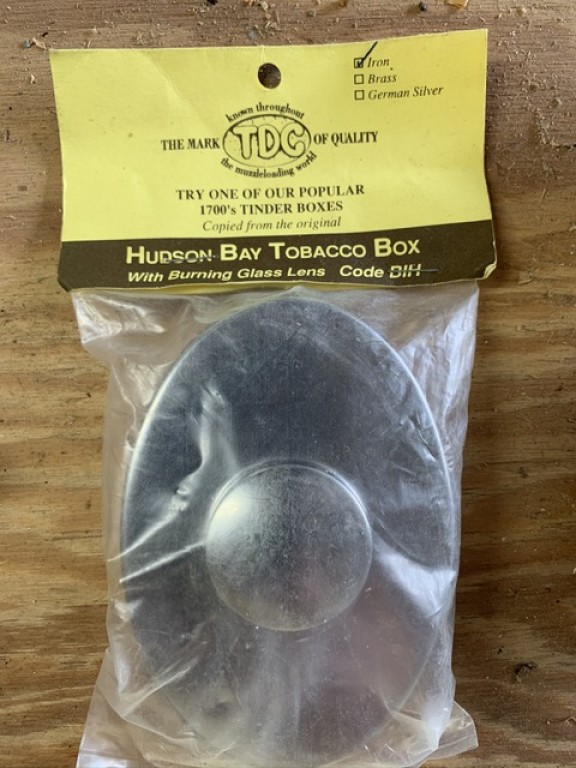 Iron
Brass
German Silver
known throughout
THE MARK TDC OF QUALITY
the muzzleloading world
TRY ONE OF OUR POPULAR
1700's TINDER BOXES
Copied from the original
HUDSON BAY TOBACCO BOX
With Burning Glass Lens Code BIH